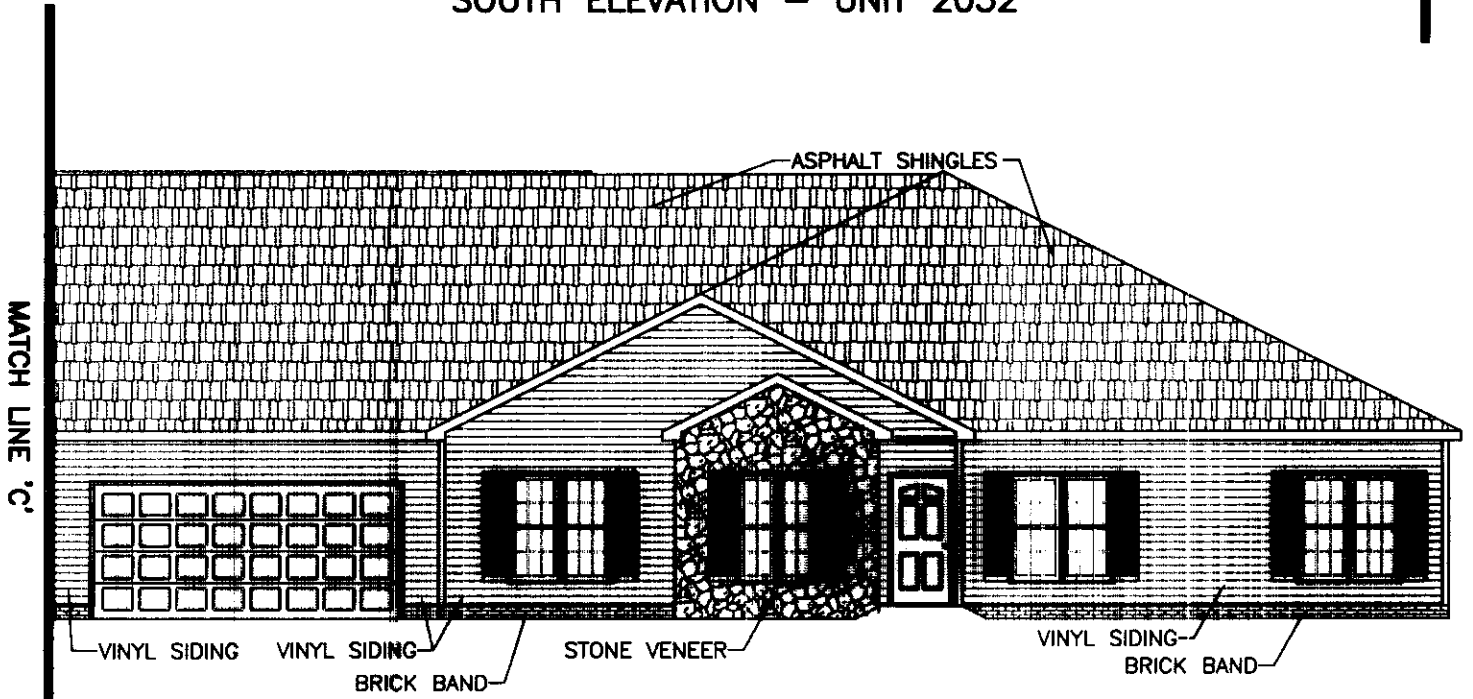 SOUTH ELEVATION – UNIT 2032
ASPHALT SHINGLES
MATCH LINE 'C'
VINYL SIDING
VINYL SIDING
BRICK BAND
STONE VENEER
VINYL SIDING
BRICK BAND